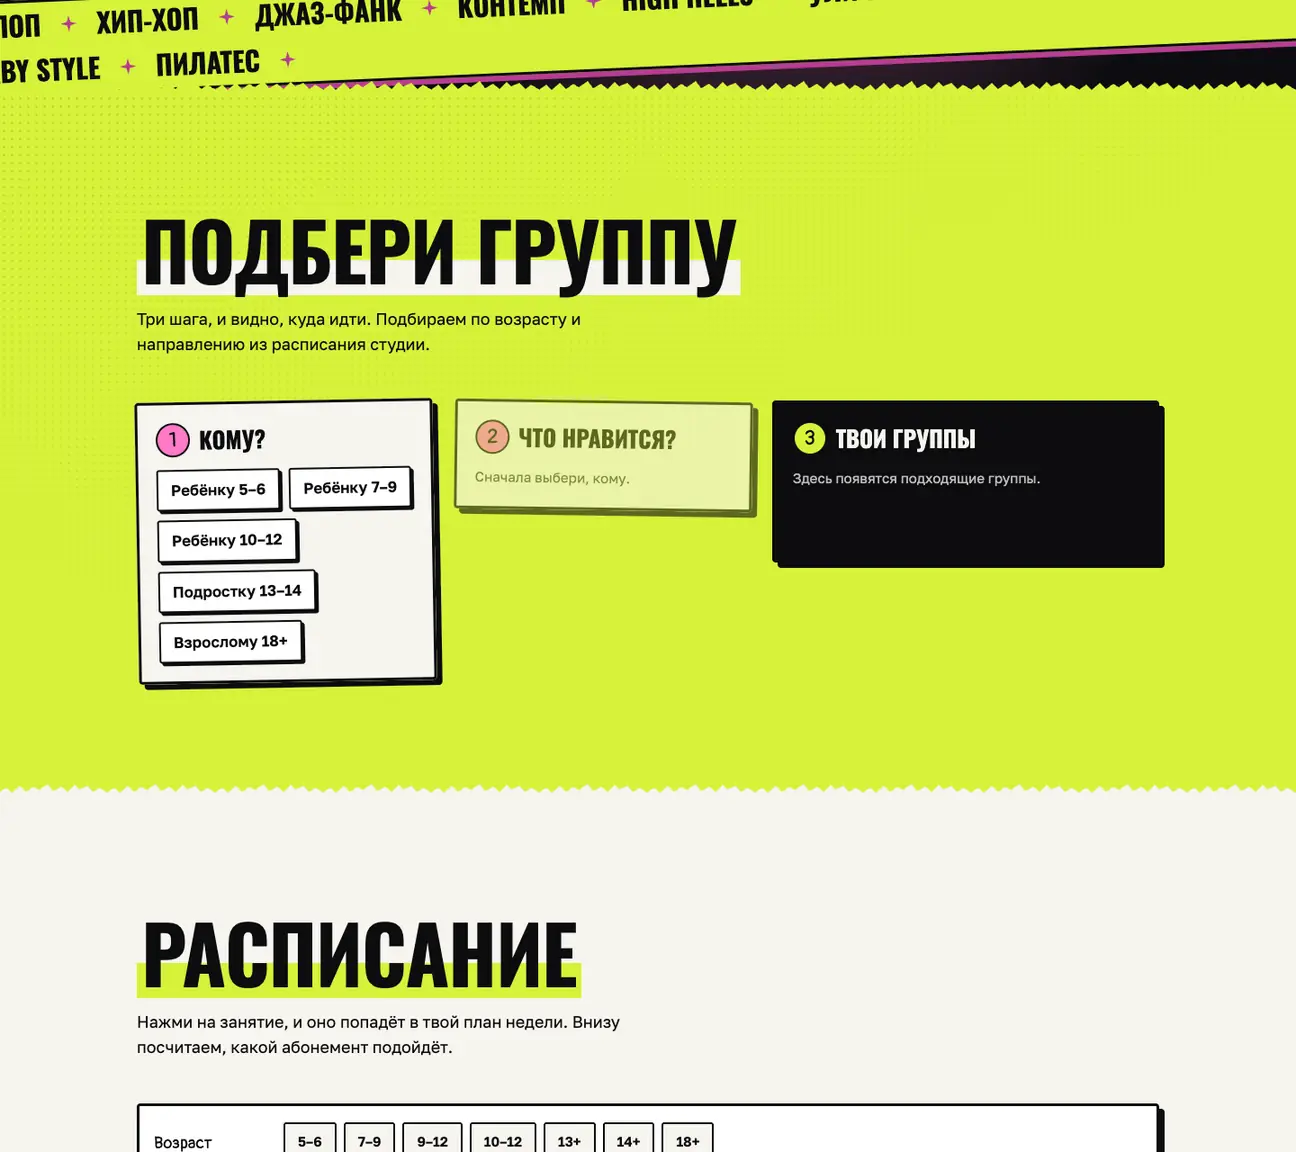 ХИП-ХОП ДЖАЗ-ФАНК КОНТЕМП HIGH HEELS
BY STYLE ПИЛАТЕС
ПОДБЕРИ ГРУППУ
Три шага, и видно, куда идти. Подбираем по возрасту и
направлению из расписания студии.
1 КОМУ?
Ребёнку 5–6 Ребёнку 7–9
Ребёнку 10–12
Подростку 13–14
Взрослому 18+
2 ЧТО НРАВИТСЯ?
Сначала выбери, кому.
3 ТВОИ ГРУППЫ
Здесь появятся подходящие группы.
РАСПИСАНИЕ
Нажми на занятие, и оно попадёт в твой план недели. Внизу
посчитаем, какой абонемент подойдёт.
Возраст 5–6 7–9 9–12 10–12 13+ 14+ 18+